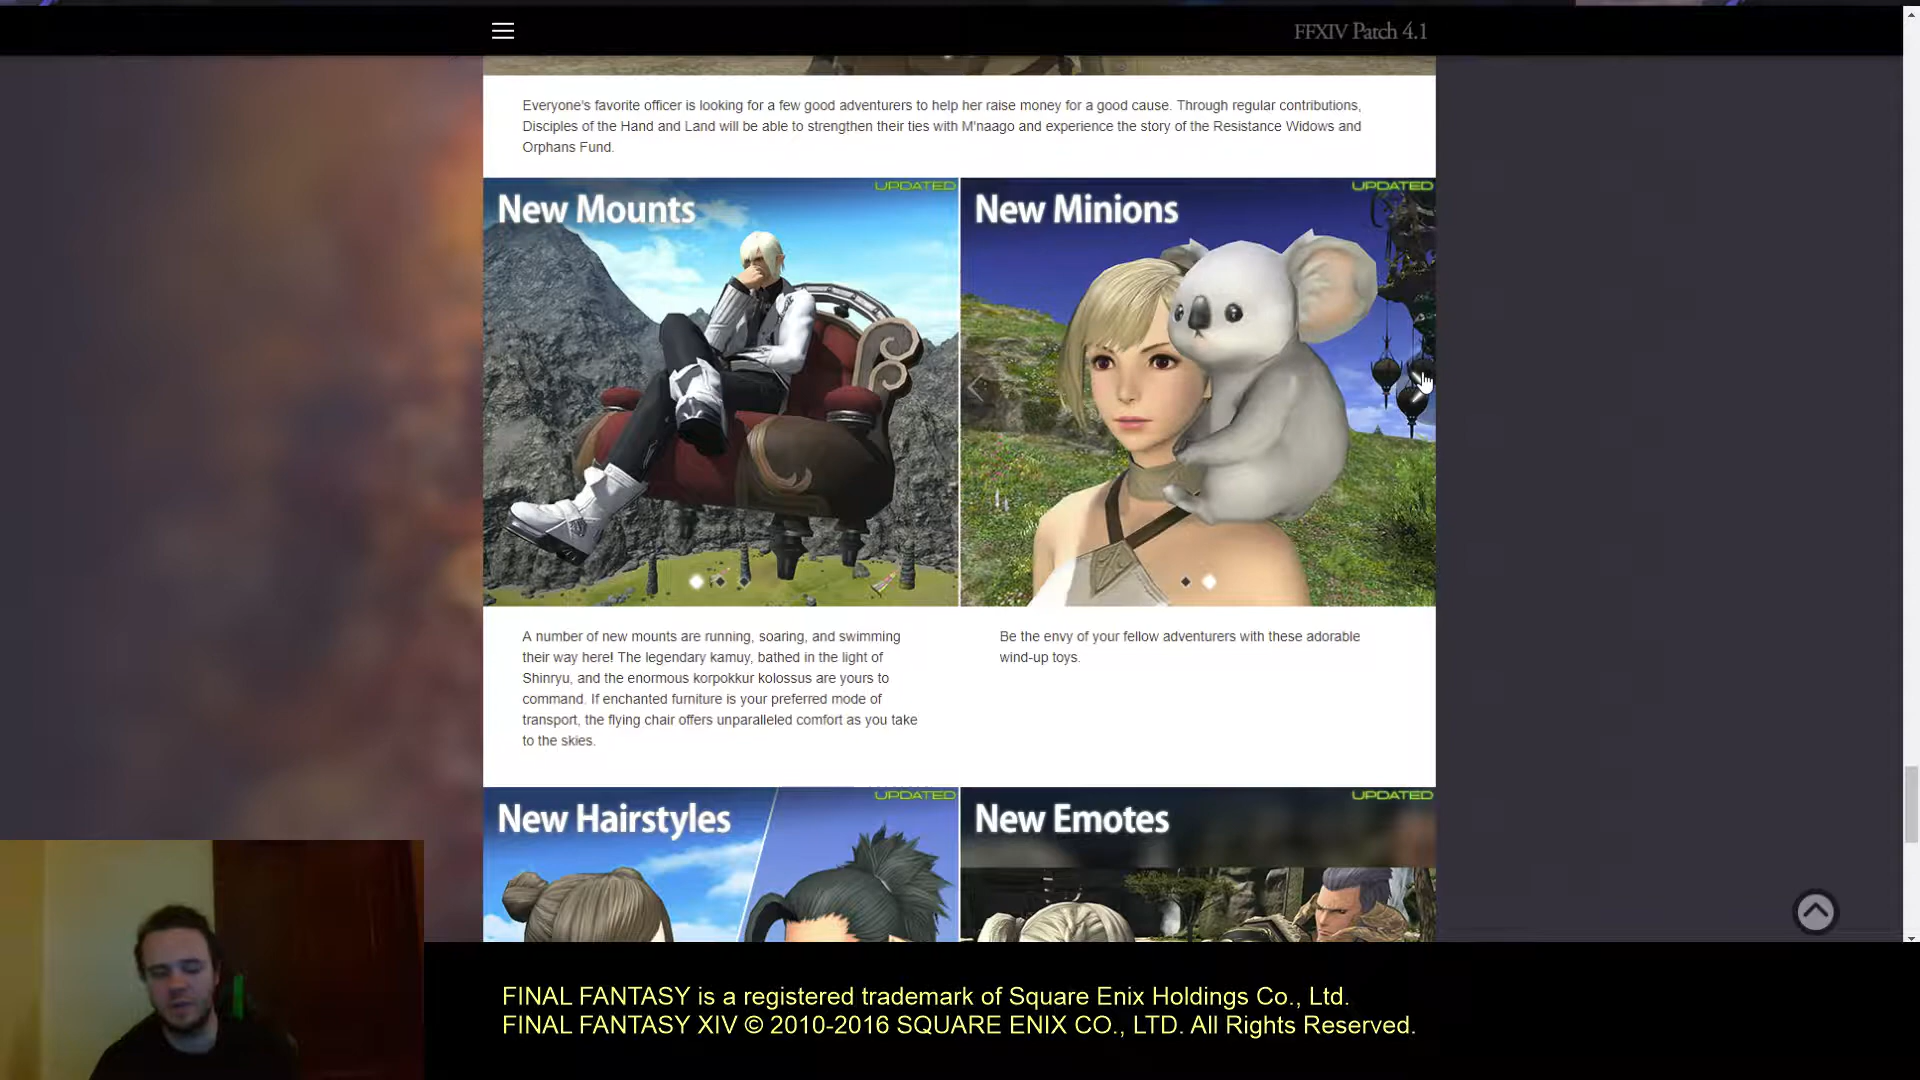 FFXIV Patch 4.1
Everyone's favorite officer is looking for a few good adventurers to help her raise money for a good cause. Through regular contributions,
Disciples of the Hand and Land will be able to strengthen their ties with M'naago and experience the story of the Resistance Widows and
Orphans Fund.
UPDATED
New Mounts
UPDATED
New Minions
A number of new mounts are running, soaring, and swimming
their way here! The legendary kamuy, bathed in the light of
Shinryu, and the enormous korpokkur kolossus are yours to
command. If enchanted furniture is your preferred mode of
transport, the flying chair offers unparalleled comfort as you take
to the skies.
Be the envy of your fellow adventurers with these adorable
wind-up toys.
UPDATED
New Hairstyles
UPDATED
New Emotes
FINAL FANTASY is a registered trademark of Square Enix Holdings Co., Ltd.
FINAL FANTASY XIV © 2010-2016 SQUARE ENIX CO., LTD. All Rights Reserved.